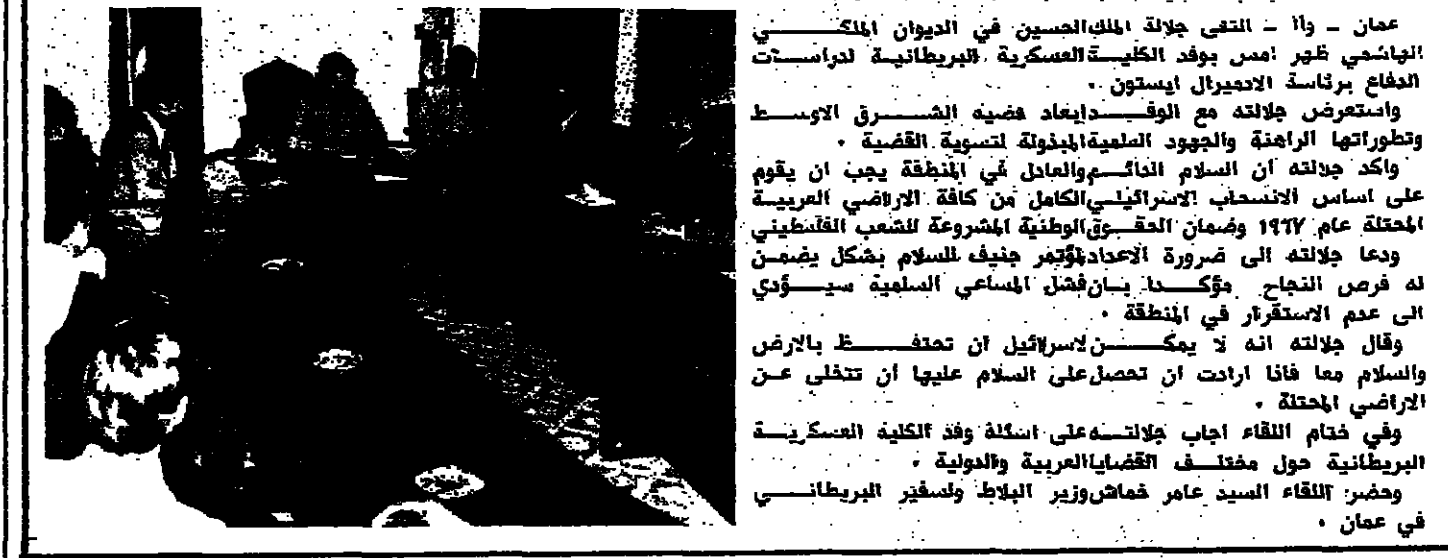 عمان - وأأ - التقى جلالة الملك الحسين في الديوان الملكي
الهاشمي ظهر امس بوفد الكلية العسكرية البريطانية لدراسات
الدفاع برئاسة الادميرال ايستون .
واستعرض جلالته مع الوفد ابعاد قضيه الشرق الاوسط
وتطوراتها الراهنة والجهود السلمية المبذولة لتسوية القضية .
واكد جلالته أن السلام الدائم والعادل في المنطقة يجب ان يقوم
على اساس الانسحاب الاسرائيلي الكامل من كافة الاراضي العربية
المحتلة عام ١٩٦٧ وضمان الحقوق الوطنية المشروعة للشعب الفلسطيني
ودعا جلالته الى ضرورة الاعداد لمؤتمر جنيف للسلام بشكل يضمن
له فرص النجاح مؤكدا بان فشل المساعي السلمية سيؤدي
الى عدم الاستقرار في المنطقة .
وقال جلالته انه لا يمكن لاسرائيل ان تحتفظ بالارض
والسلام معا فاذا ارادت ان تحصل على السلام عليها أن تتخلى عن
الاراضي المحتلة .
وفي ختام اللقاء اجاب جلالته على اسئلة وفد الكلية العسكرية
البريطانية حول مختلف القضايا العربية والدولية .
وحضر اللقاء السيد عامر خماش وزير البلاط ولسفير البريطاني
في عمان .